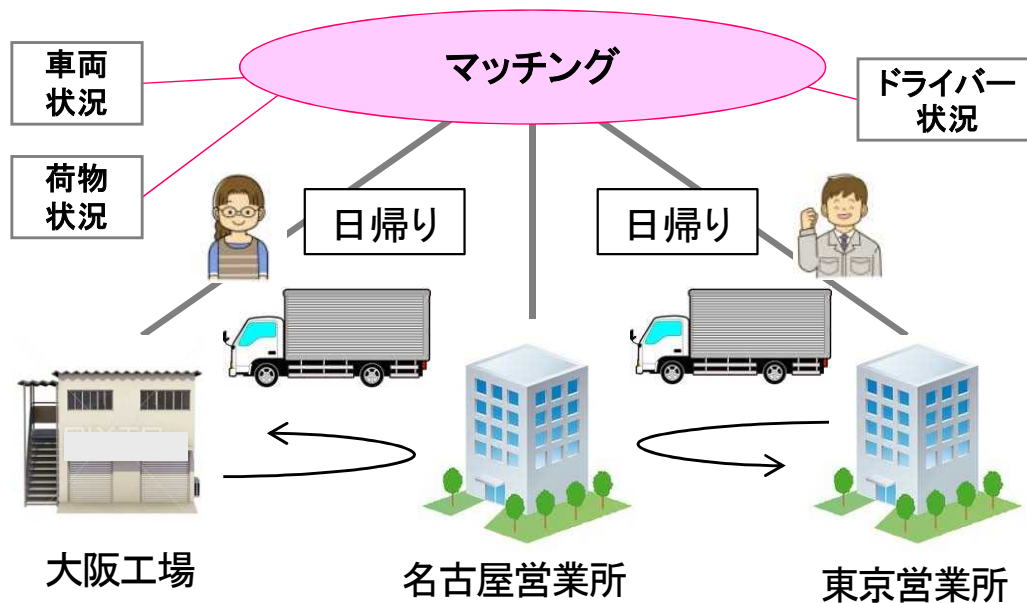 マッチング
車両
状況
ドライバー
状況
荷物
状況
日帰り
日帰り
大阪工場
名古屋営業所
東京営業所